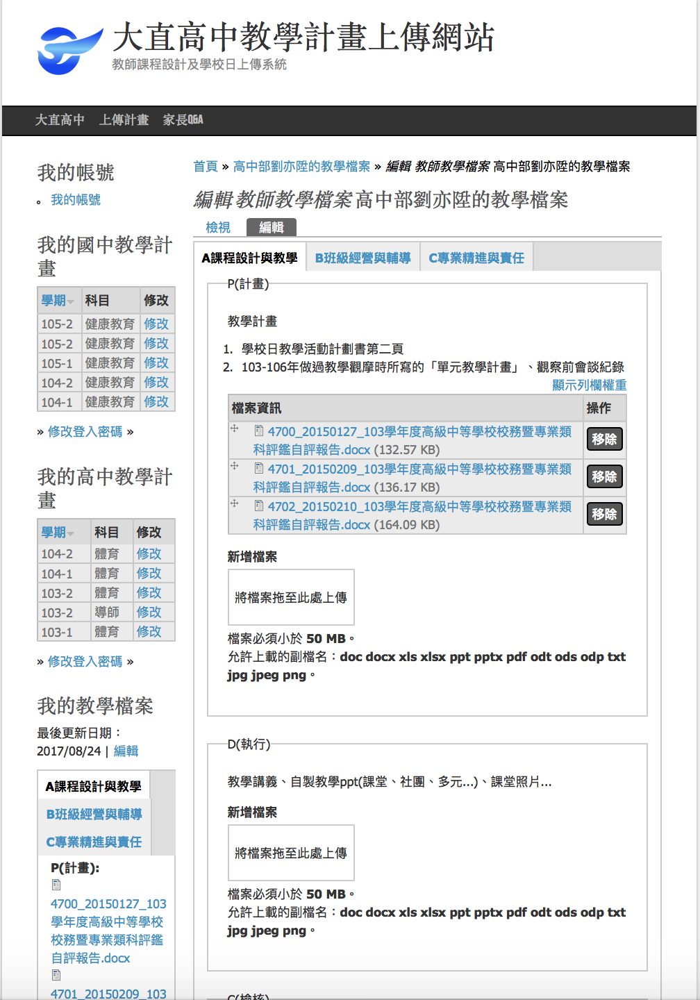 大直高中教學計畫上傳網站
教師課程設計及學校日上傳系統
大直高中 上傳計畫 家長Q&A
我的帳號
我的帳號
我的國中教學計
畫
學期 科目 修改
105-2 健康教育 修改
105-2 健康教育 修改
105-1 健康教育 修改
104-2 健康教育 修改
104-1 健康教育 修改
» 修改登入密碼 »
我的高中教學計
畫
學期 科目 修改
104-2 體育 修改
104-1 體育 修改
103-2 體育 修改
103-2 導師 修改
103-1 體育 修改
» 修改登入密碼 »
我的教學檔案
最後更新日期：
2017/08/24 | 編輯
A課程設計與教學
B班級經營與輔導
C專業精進與責任
P(計畫):
4700_20150127_103
學年度高級中等學校
校務暨專業類科評鑑
自評報告.docx
4701_20150209_103
首頁 » 高中部劉亦陞的教學檔案 » 編輯 教師教學檔案 高中部劉亦陞的教學檔案
編輯 教師教學檔案 高中部劉亦陞的教學檔案
檢視 編輯
A課程設計與教學 B班級經營與輔導 C專業精進與責任
P(計畫)
教學計畫
1. 學校日教學活動計劃書第二頁
2. 103-106年做過教學觀摩時所寫的「單元教學計畫」、觀察前會談紀錄
顯示列欄權重
檔案資訊 操作
4700_20150127_103學年度高級中等學校校務暨專業類
科評鑑自評報告.docx (132.57 KB) 移除
4701_20150209_103學年度高級中等學校校務暨專業類
科評鑑自評報告.docx (136.17 KB) 移除
4702_20150210_103學年度高級中等學校校務暨專業類
科評鑑自評報告.docx (164.09 KB) 移除
新增檔案
將檔案拖至此處上傳
檔案必須小於 50 MB。
允許上載的副檔名：doc docx xls xlsx ppt pptx pdf odt ods odp txt
jpg jpeg png。
D(執行)
教學講義、自製教學ppt(課堂、社團、多元...)、課堂照片...
新增檔案
將檔案拖至此處上傳
檔案必須小於 50 MB。
允許上載的副檔名：doc docx xls xlsx ppt pptx pdf odt ods odp txt
jpg jpeg png。
C(檢核)